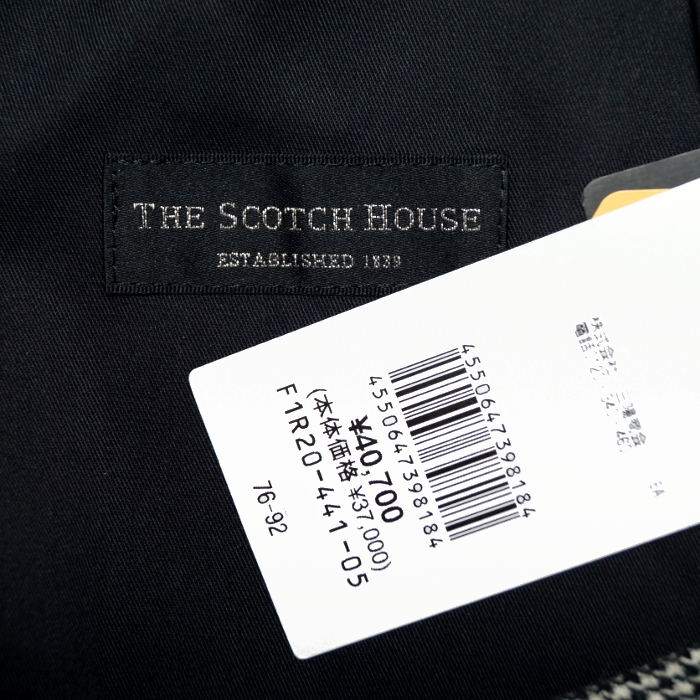 THE SCOTCH HOUSE
ESTABLISHED 1839
4550647398184
4550647398184
¥40,700
(本体価格 ¥37,000)
F1R20-441-05
76-92